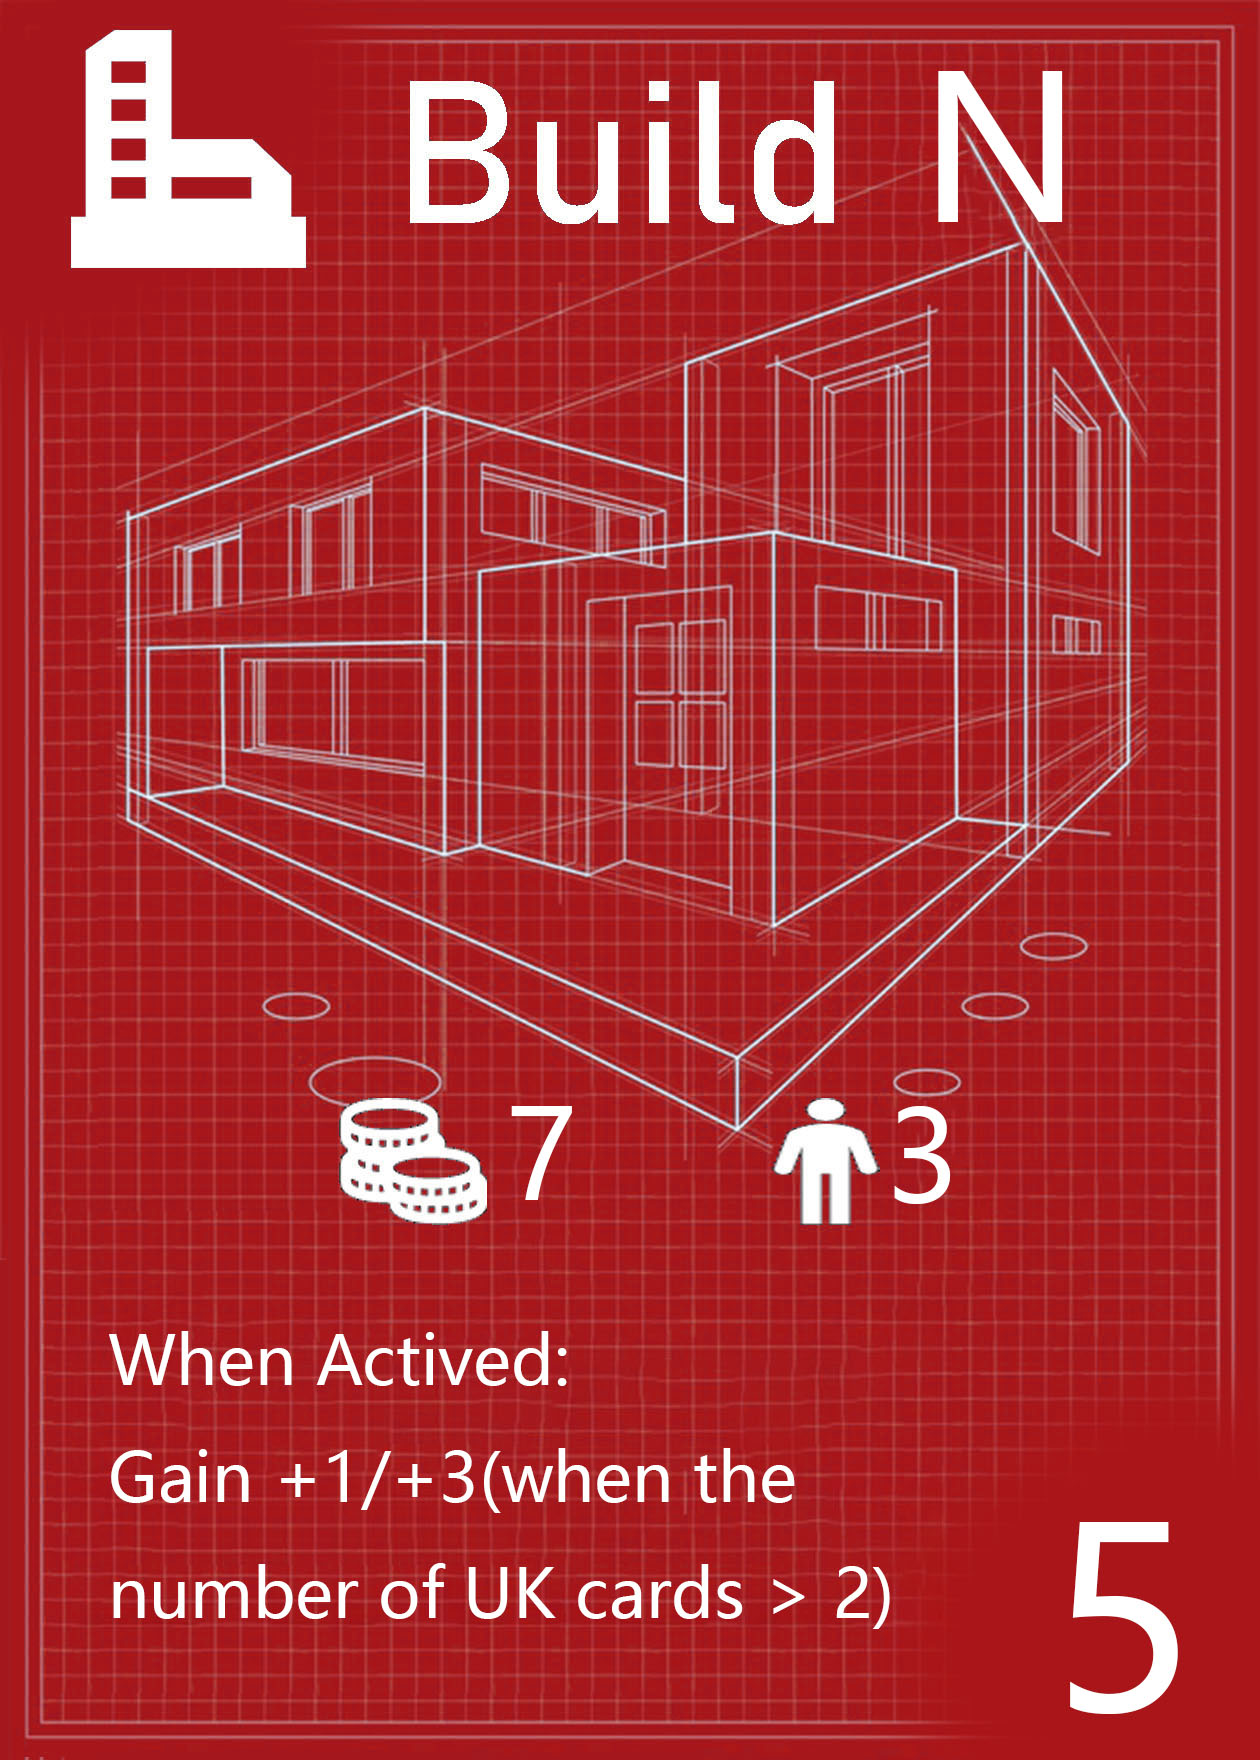 Build N
7 3
When Actived:
Gain +1/+3(when the
number of UK cards > 2)
5